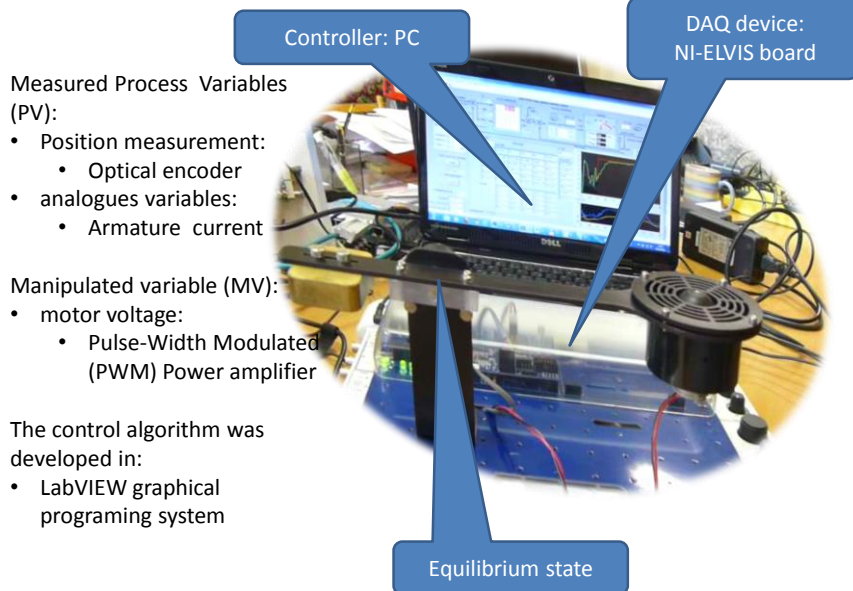 Controller: PC
DAQ device:
NI-ELVIS board
Measured Process Variables
(PV):
• Position measurement:
• Optical encoder
• analogues variables:
• Armature current
Manipulated variable (MV):
• motor voltage:
• Pulse-Width Modulated
(PWM) Power amplifier
The control algorithm was
developed in:
• LabVIEW graphical
programing system
DELL
Equilibrium state